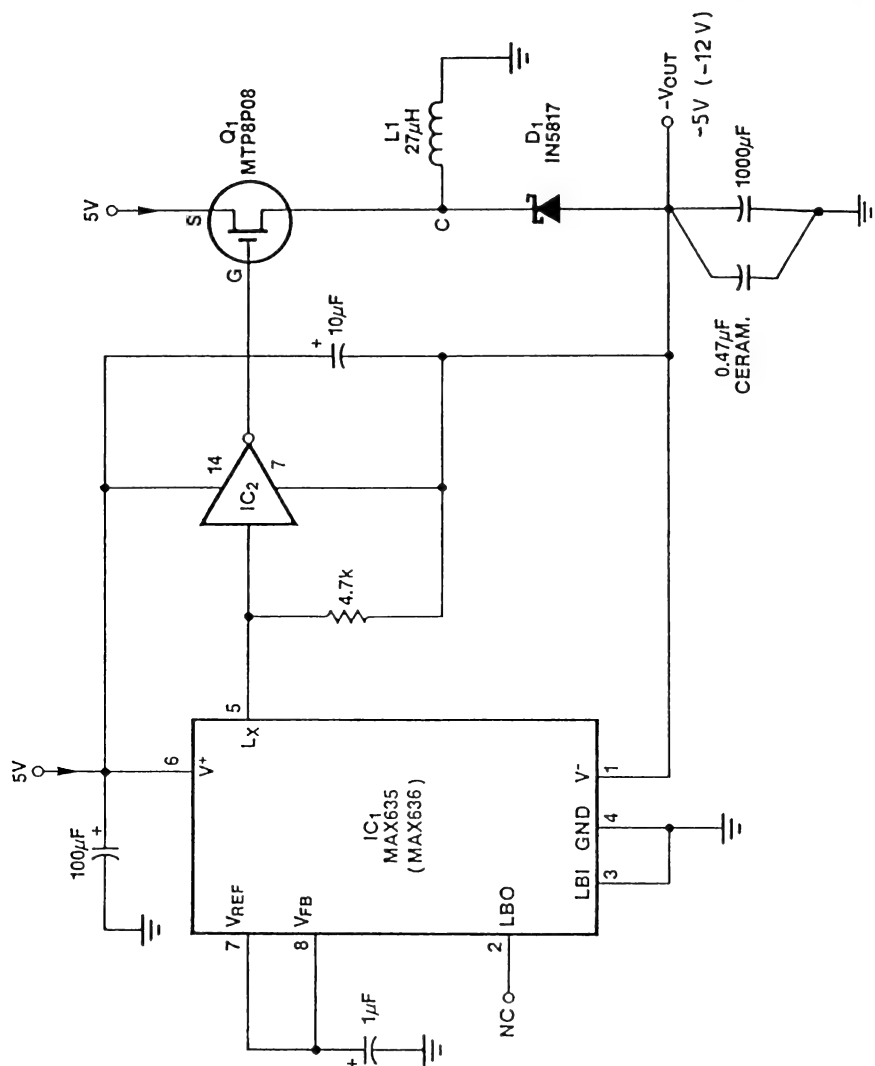 5V
100µF
+
6
V+
IC1
MAX635
(MAX636)
VREF
7
VFB
8
LBO
2
NC
1µF
+
LX
5
LBI
3
GND
4
V-
1
4.7k
IC2
14
7
10µF
+
5V
S
G
Q1
MTP8P08
L1
27µH
C
D1
IN5817
-VOUT
-5V (-12V)
1000µF
0.47µF
CERAM.